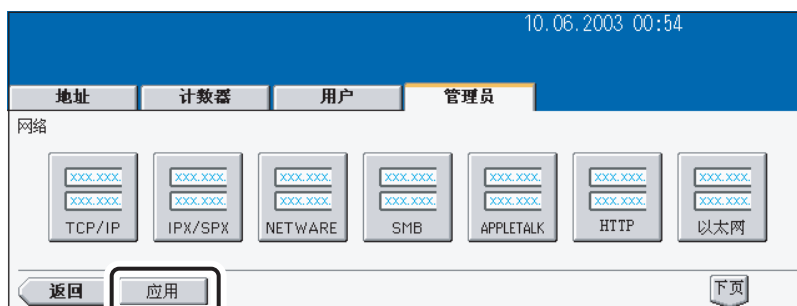 10.06.2003 00:54
地址 计数器 用户 管理员
网络
XXX.XXX. XXX.XXX. XXX.XXX. XXX.XXX. XXX.XXX. XXX.XXX. XXX.XXX.
XXX.XXX. XXX.XXX. XXX.XXX. XXX.XXX. XXX.XXX. XXX.XXX. XXX.XXX.
TCP/IP IPX/SPX NETWARE SMB APPLETALK HTTP 以太网
返回 应用 下页